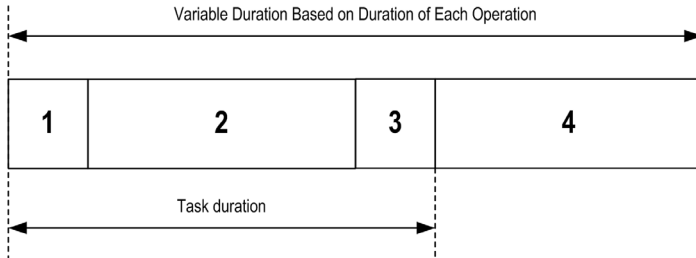 Variable Duration Based on Duration of Each Operation
1 2 3 4
Task duration